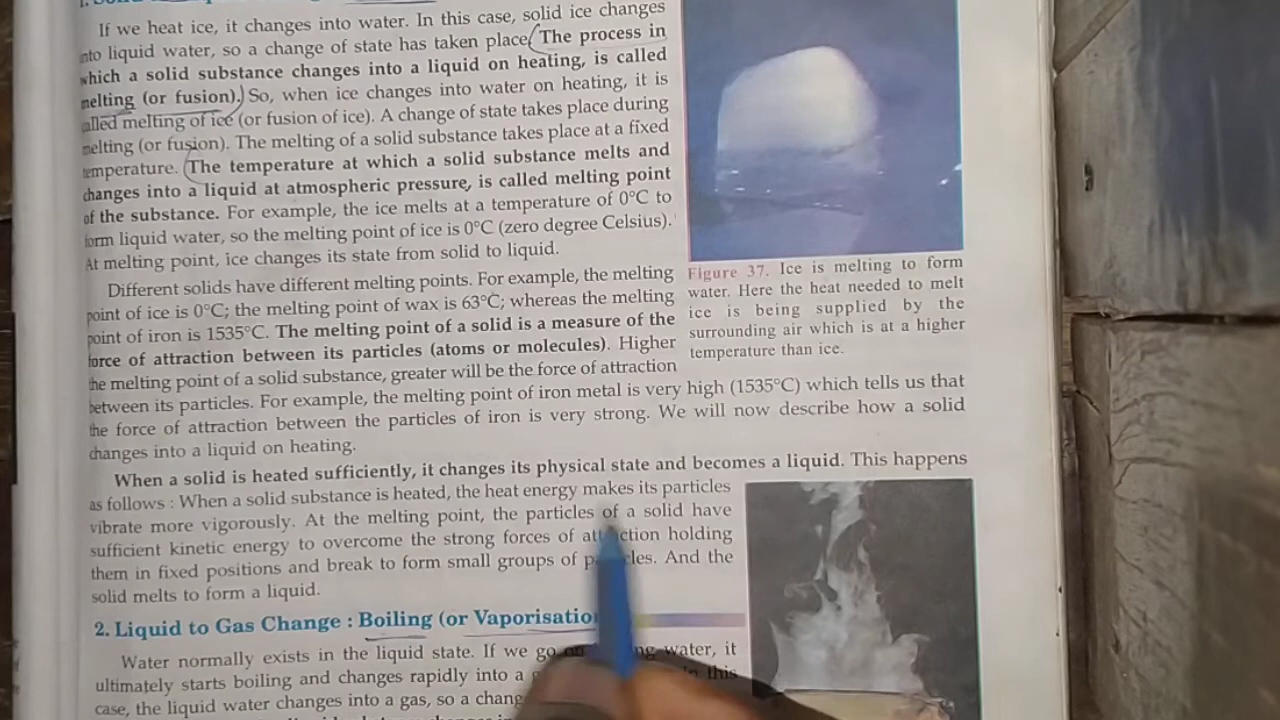 If we heat ice, it changes into water. In this case, solid ice changes
into liquid water, so a change of state has taken place. The process in
which a solid substance changes into a liquid on heating, is called
melting (or fusion). So, when ice changes into water on heating, it is
called melting of ice (or fusion of ice). A change of state takes place during
melting (or fusion). The melting of a solid substance takes place at a fixed
temperature. The temperature at which a solid substance melts and
changes into a liquid at atmospheric pressure, is called melting point
of the substance. For example, the ice melts at a temperature of 0°C to
form liquid water, so the melting point of ice is 0°C (zero degree Celsius).
At melting point, ice changes its state from solid to liquid.
Different solids have different melting points. For example, the melting
point of ice is 0°C; the melting point of wax is 63°C; whereas the melting
point of iron is 1535°C. The melting point of a solid is a measure of the
force of attraction between its particles (atoms or molecules). Higher
the melting point of a solid substance, greater will be the force of attraction
between its particles. For example, the melting point of iron metal is very high (1535°C) which tells us that
the force of attraction between the particles of iron is very strong. We will now describe how a solid
changes into a liquid on heating.
Figure 37. Ice is melting to form
water. Here the heat needed to melt
ice is being supplied by the
surrounding air which is at a higher
temperature than ice.
When a solid is heated sufficiently, it changes its physical state and becomes a liquid. This happens
as follows : When a solid substance is heated, the heat energy makes its particles
vibrate more vigorously. At the melting point, the particles of a solid have
sufficient kinetic energy to overcome the strong forces of attraction holding
them in fixed positions and break to form small groups of particles. And the
solid melts to form a liquid.
2. Liquid to Gas Change : Boiling (or Vaporisation
Water normally exists in the liquid state. If we go water, it
ultimately starts boiling and changes rapidly into a this
case, the liquid water changes into a gas, so a